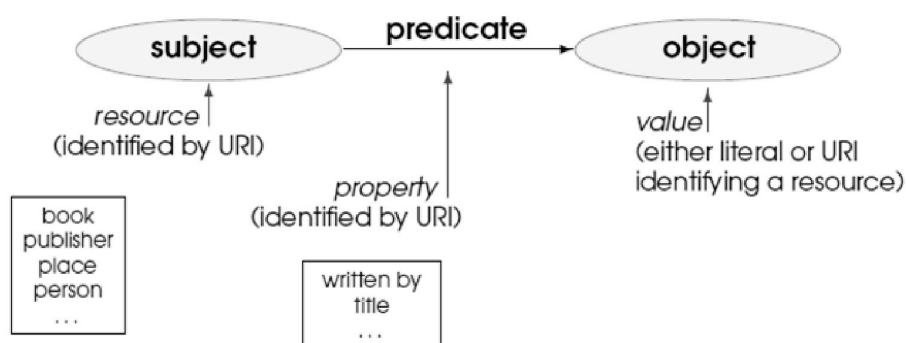 subject
predicate
object
resource
(identified by URI)
property
(identified by URI)
value
(either literal or URI
identifying a resource)
book
publisher
place
person
...
written by
title
...